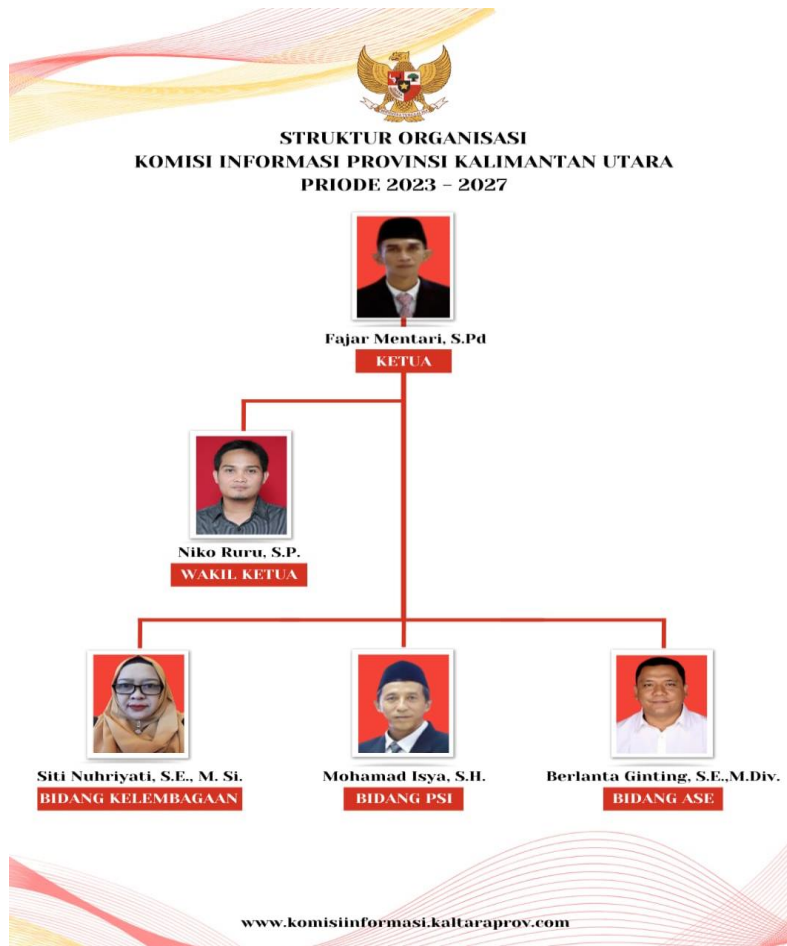 STRUKTUR ORGANISASI
KOMISI INFORMASI PROVINSI KALIMANTAN UTARA
PRIODE 2023 – 2027
Fajar Mentari, S.Pd
KETUA
Niko Ruru, S.P.
WAKIL KETUA
Siti Nuhriyati, S.E., M. Si.
BIDANG KELEMBAGAAN
Mohamad Isya, S.H.
BIDANG PSI
Berlanta Ginting, S.E.,M.Div.
BIDANG ASE
www.komisiinformasi.kaltaraprov.com